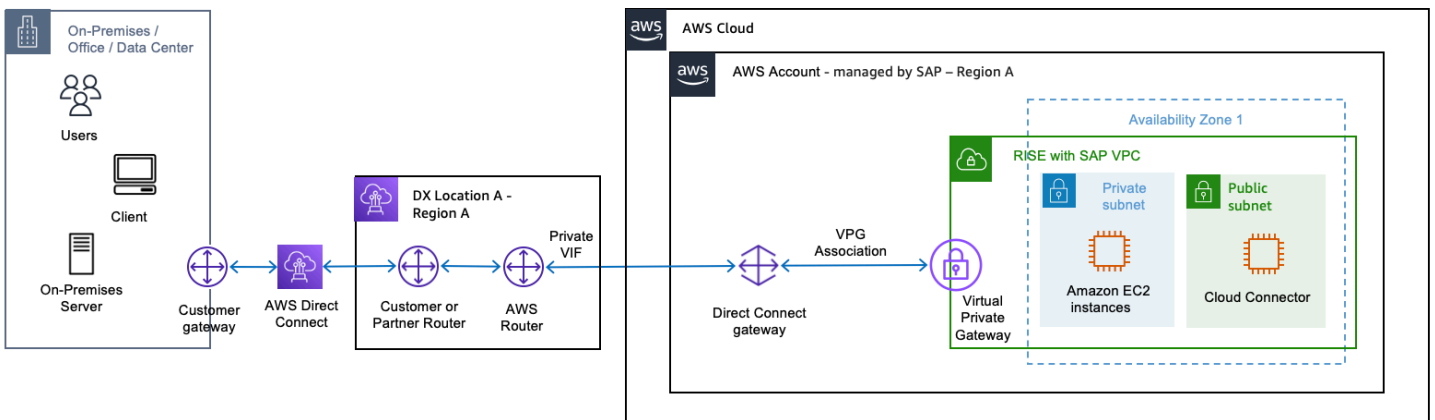 On-Premises /
Office / Data Center
Users
Client
On-Premises
Server
Customer
gateway
AWS Direct
Connect
DX Location A -
Region A
Customer or
Partner Router
AWS
Router
Private
VIF
aws
AWS Cloud
aws
AWS Account - managed by SAP – Region A
Direct Connect
gateway
VPG
Association
Virtual
Private
Gateway
Availability Zone 1
RISE with SAP VPC
Private
subnet
Amazon EC2
instances
Public
subnet
Cloud Connector